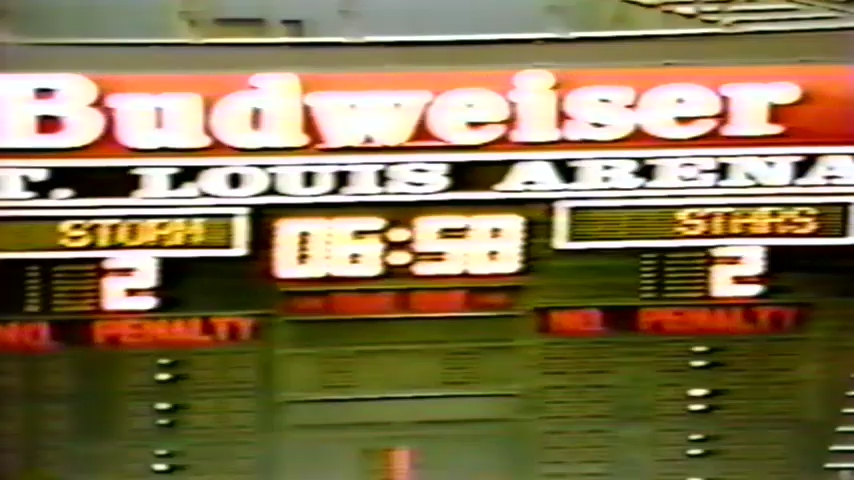 Budweiser
T. LOUIS ARENA
STORM 06:58 STARS
2 2
NO. PENALTY NO. PENALTY